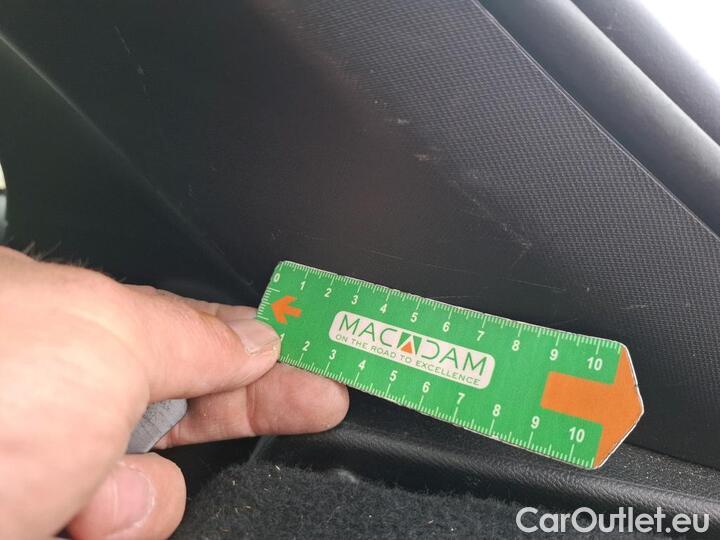 0 1 2 3 4 5 6 7 8 9 10
MACADAM
ON THE ROAD TO EXCELLENCE
2 3 4 5 6 7 8 9 10
CarOutlet.eu